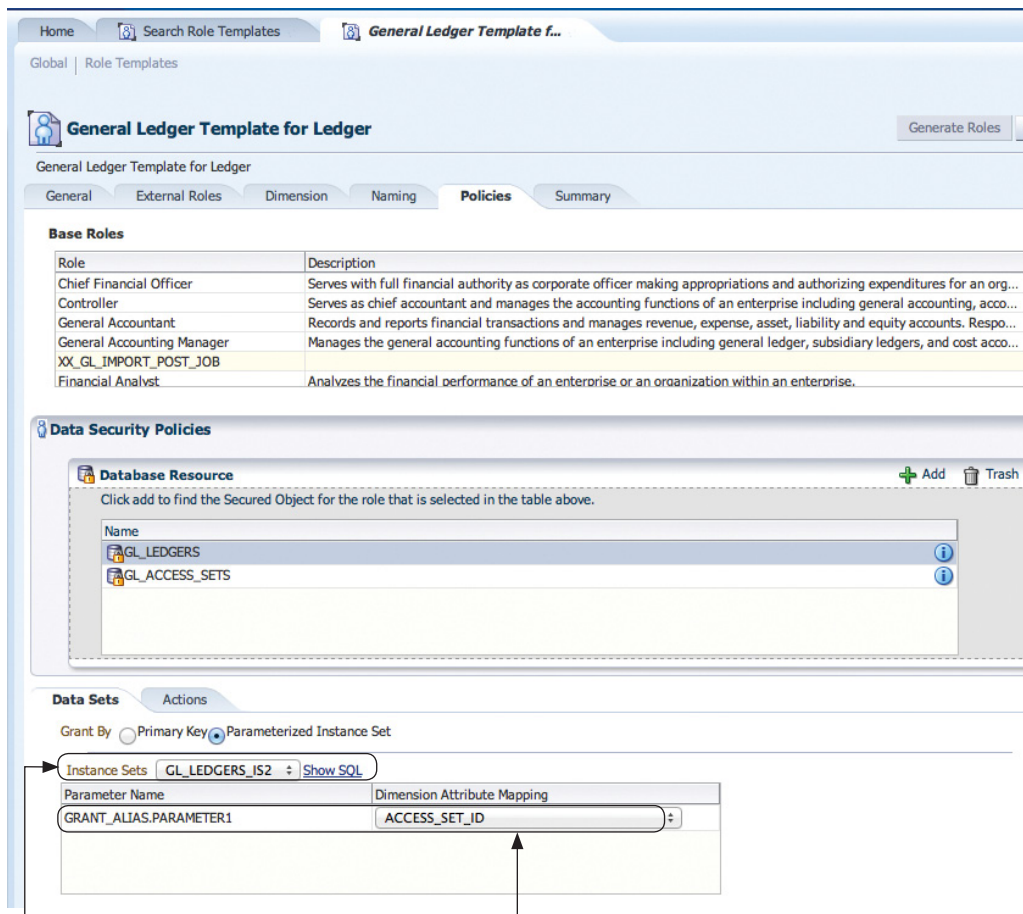 Home Search Role Templates General Ledger Template f...
Global | Role Templates
General Ledger Template for Ledger Generate Roles
General Ledger Template for Ledger
General External Roles Dimension Naming Policies Summary
Base Roles
Role Description
Chief Financial Officer Serves with full financial authority as corporate officer making appropriations and authorizing expenditures for an org...
Controller Serves as chief accountant and manages the accounting functions of an enterprise including general accounting, acco...
General Accountant Records and reports financial transactions and manages revenue, expense, asset, liability and equity accounts. Respo...
General Accounting Manager Manages the general accounting functions of an enterprise including general ledger, subsidiary ledgers, and cost acco...
XX_GL_IMPORT_POST_JOB
Financial Analyst Analyzes the financial performance of an enterprise or an organization within an enterprise.
Data Security Policies
Database Resource Add Trash
Click add to find the Secured Object for the role that is selected in the table above.
Name
GL_LEDGERS
GL_ACCESS_SETS
Data Sets Actions
Grant By Primary Key Parameterized Instance Set
Instance Sets GL_LEDGERS_IS2 Show SQL
Parameter Name Dimension Attribute Mapping
GRANT_ALIAS.PARAMETER1 ACCESS_SET_ID